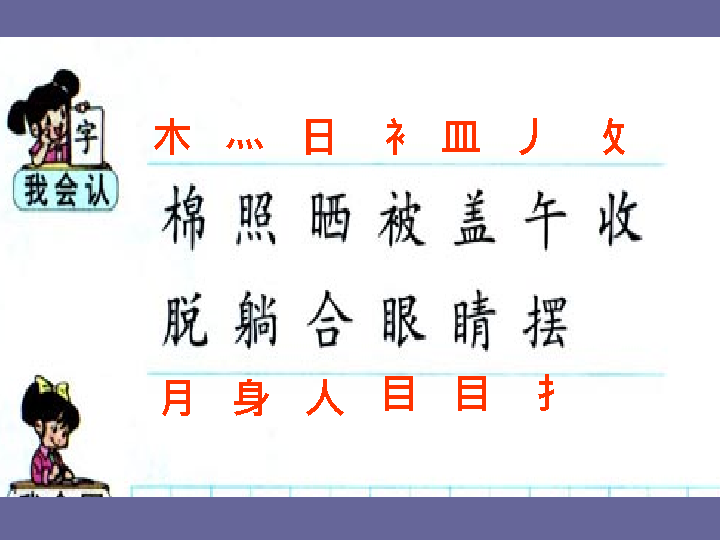 木 灬 日 衤 皿 丿 攵
字
我会认
棉 照 晒 被 盖 午 收
脱 躺 合 眼 睛 摆
月 身 人 目 目 扌